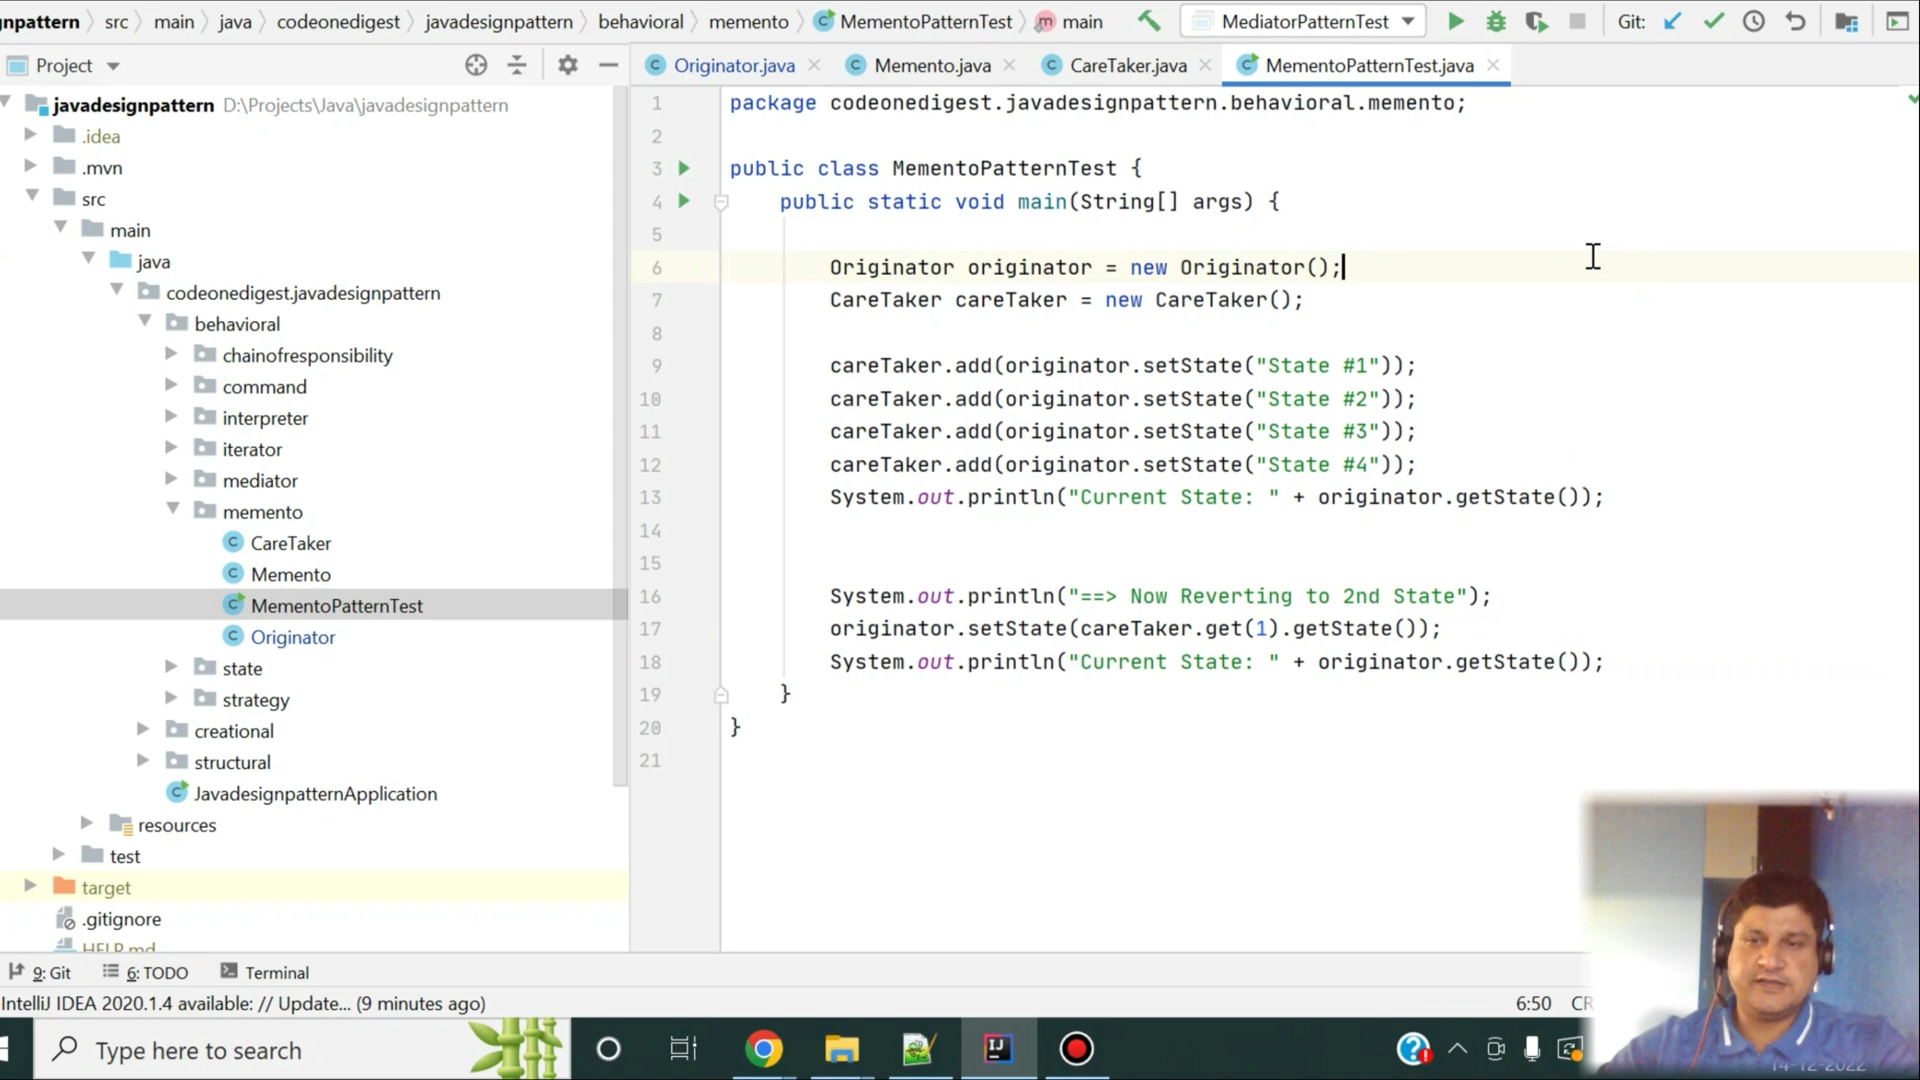 npattern src main java codeonedigest javadesignpattern behavioral memento MementoPatternTest main MediatorPatternTest Git:
Project
Originator.java Memento.java CareTaker.java MementoPatternTest.java
javadesignpattern D:\Projects\Java\javadesignpattern
.idea
.mvn
src
main
java
codeonedigest.javadesignpattern
behavioral
chainofresponsibility
command
interpreter
iterator
mediator
memento
CareTaker
Memento
MementoPatternTest
Originator
state
strategy
creational
structural
JavadesignpatternApplication
resources
test
target
.gitignore
HELP.md
1 package codeonedigest.javadesignpattern.behavioral.memento;
2
3 public class MementoPatternTest {
4 public static void main(String[] args) {
5
6 Originator originator = new Originator();
7 CareTaker careTaker = new CareTaker();
8
9 careTaker.add(originator.setState("State #1"));
10 careTaker.add(originator.setState("State #2"));
11 careTaker.add(originator.setState("State #3"));
12 careTaker.add(originator.setState("State #4"));
13 System.out.println("Current State: " + originator.getState());
14
15
16 System.out.println("==> Now Reverting to 2nd State");
17 originator.setState(careTaker.get(1).getState());
18 System.out.println("Current State: " + originator.getState());
19 }
20 }
21
9: Git 6: TODO Terminal
IntelliJ IDEA 2020.1.4 available: // Update... (9 minutes ago) 6:50 CR
Type here to search
14-12-2022